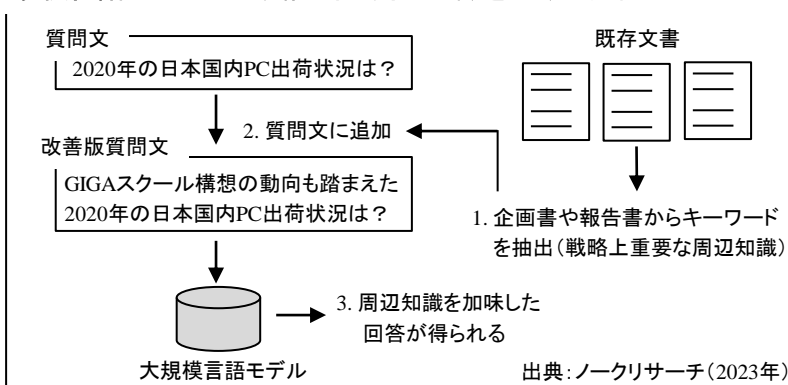 質問文
2020年の日本国内PC出荷状況は？
既存文書
2. 質問文に追加
改善版質問文
GIGAスクール構想の動向も踏まえた
2020年の日本国内PC出荷状況は？
1. 企画書や報告書からキーワード
を抽出（戦略上重要な周辺知識）
3. 周辺知識を加味した
回答が得られる
大規模言語モデル
出典：ノークリサーチ（2023年）